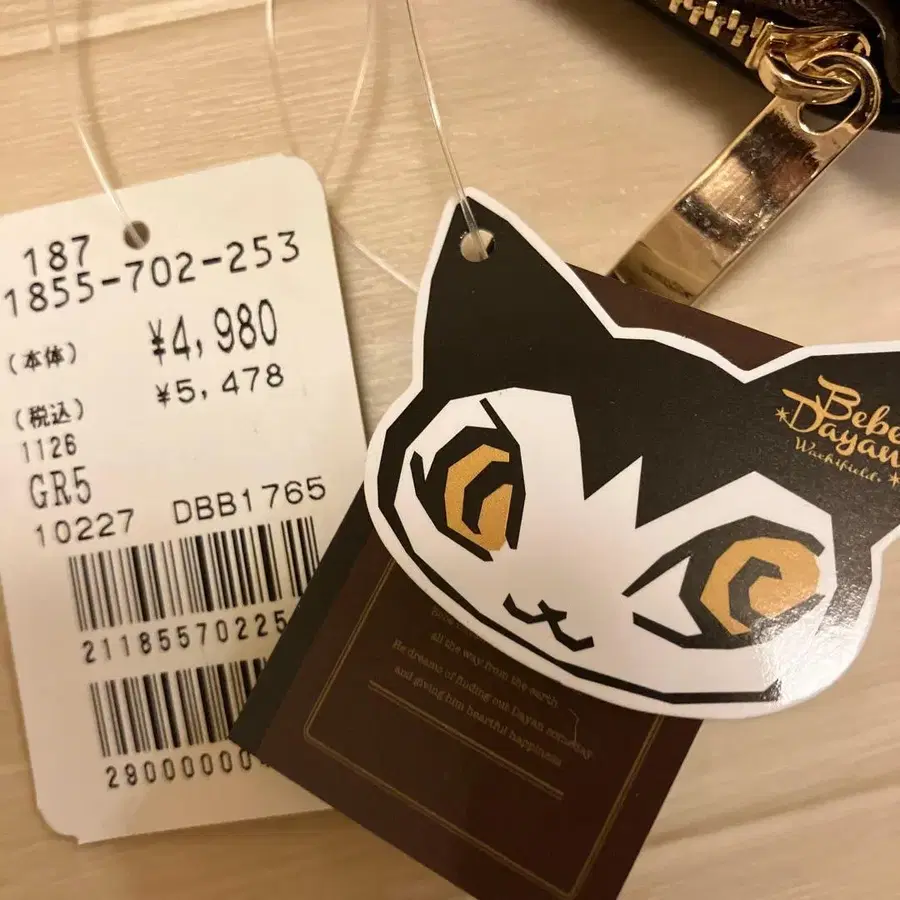 187
1855-702-253
(本体) ¥4,980
(税込) ¥5,478
1126
GR5
10227 DBB1765
21185570225
28000000
Bebe
Dayan
Wachifield
all the way from the earth
He dreams of finding out Dayan someday
and giving him heartful happiness